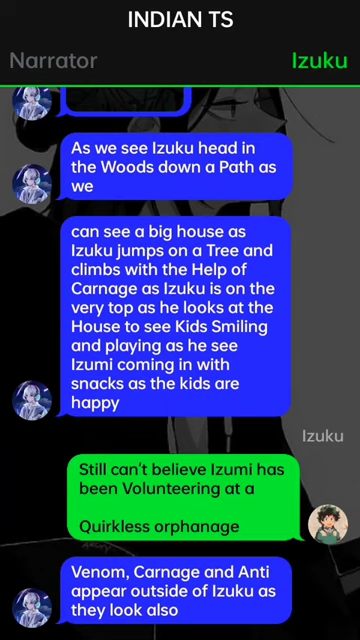 INDIAN TS
Narrator
Izuku
As we see Izuku head in
the Woods down a Path as
we
can see a big house as
Izuku jumps on a Tree and
climbs with the Help of
Carnage as Izuku is on the
very top as he looks at the
House to see Kids Smiling
and playing as he see
Izumi coming in with
snacks as the kids are
happy
Izuku
Still can't believe Izumi has
been Volunteering at a
Quirkless orphanage
Venom, Carnage and Anti
appear outside of Izuku as
they look also